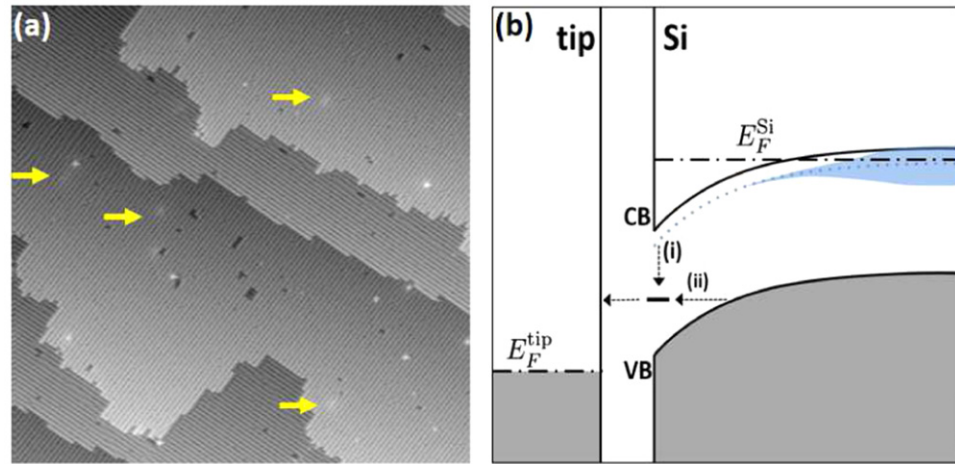 (a)
(b)
tip
Si
E_F^Si
CB
(i)
(ii)
E_F^tip
VB